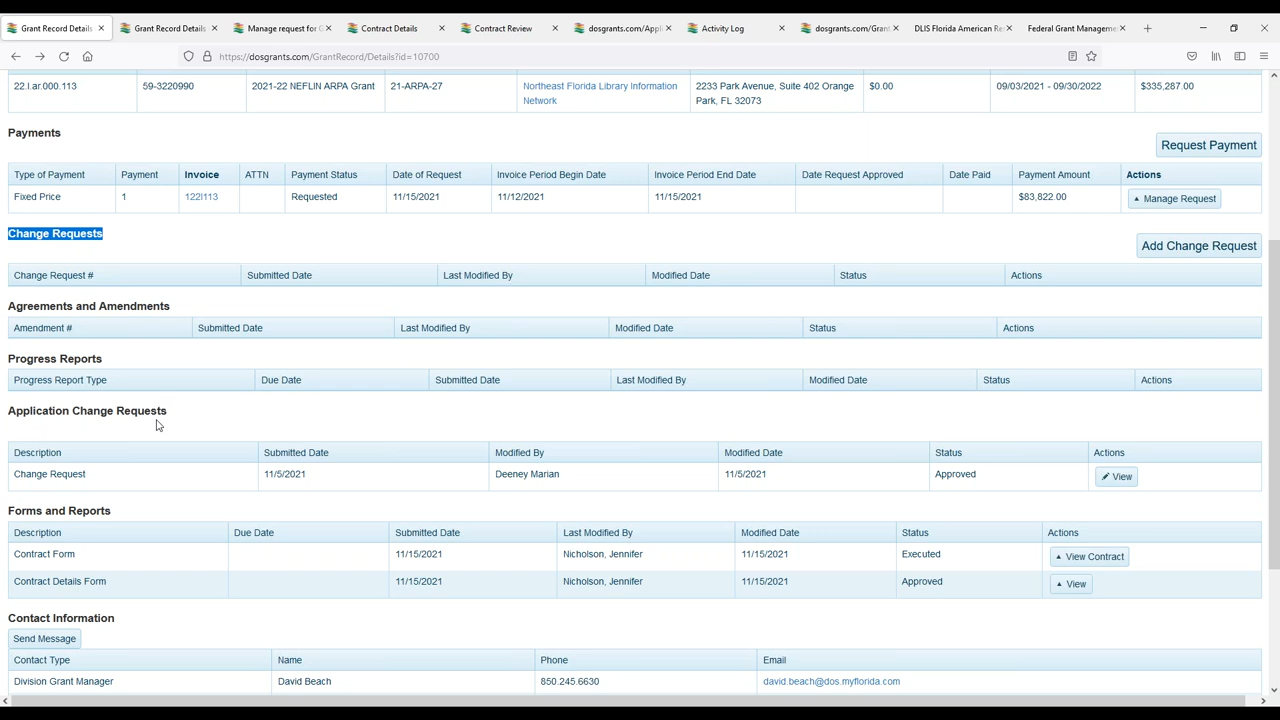 Grant Record Details
Grant Record Details
Manage request for G
Contract Details
Contract Review
dosgrants.com/Appli
Activity Log
dosgrants.com/Gran
DLIS Florida American Re
Federal Grant Manageme
https://dosgrants.com/GrantRecord/Details?id=10700
22.l.ar.000.113 59-3220990 2021-22 NEFLIN ARPA Grant 21-ARPA-27 Northeast Florida Library Information Network 2233 Park Avenue, Suite 402 Orange Park, FL 32073 $0.00 09/03/2021 - 09/30/2022 $335,287.00
Payments
Request Payment
Type of Payment Payment Invoice ATTN Payment Status Date of Request Invoice Period Begin Date Invoice Period End Date Date Request Approved Date Paid Payment Amount Actions
Fixed Price 1 122l113 Requested 11/15/2021 11/12/2021 11/15/2021 $83,822.00 Manage Request
Change Requests
Add Change Request
Change Request # Submitted Date Last Modified By Modified Date Status Actions
Agreements and Amendments
Amendment # Submitted Date Last Modified By Modified Date Status Actions
Progress Reports
Progress Report Type Due Date Submitted Date Last Modified By Modified Date Status Actions
Application Change Requests
Description Submitted Date Modified By Modified Date Status Actions
Change Request 11/5/2021 Deeney Marian 11/5/2021 Approved View
Forms and Reports
Description Due Date Submitted Date Last Modified By Modified Date Status Actions
Contract Form 11/15/2021 Nicholson, Jennifer 11/15/2021 Executed View Contract
Contract Details Form 11/15/2021 Nicholson, Jennifer 11/15/2021 Approved View
Contact Information
Send Message
Contact Type Name Phone Email
Division Grant Manager David Beach 850.245.6630 david.beach@dos.myflorida.com